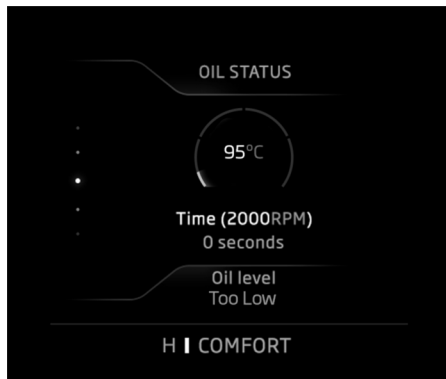 OIL STATUS
95°C
Time (2000RPM)
0 seconds
Oil level
Too Low
H COMFORT